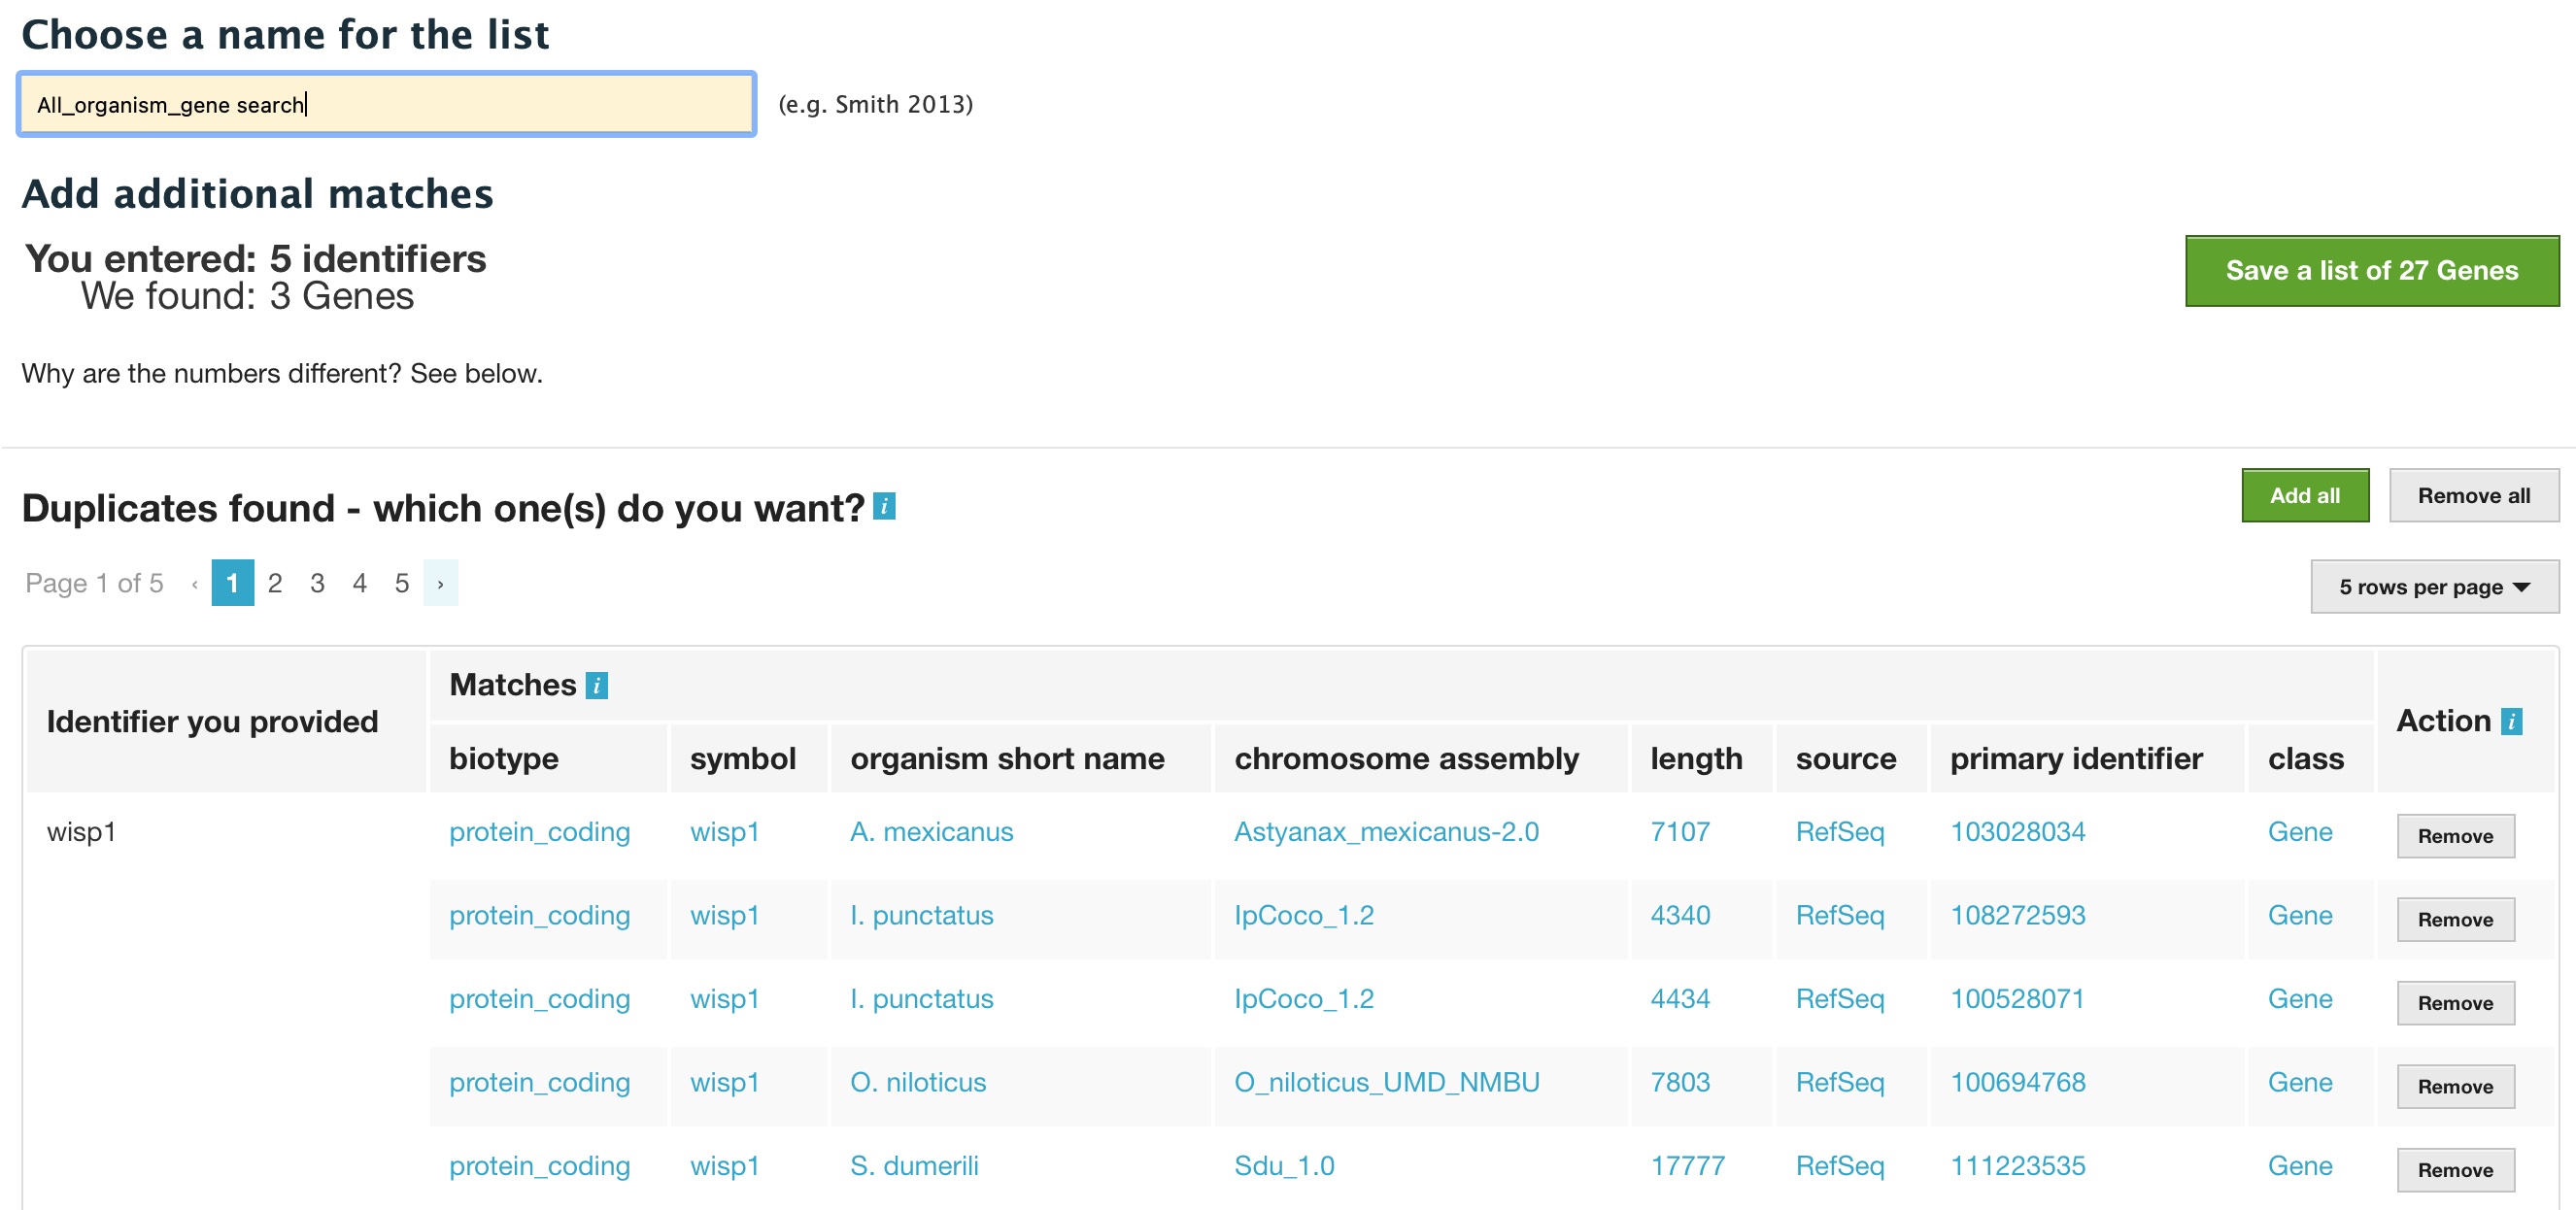 Choose a name for the list
All_organism_gene search (e.g. Smith 2013)
Add additional matches
You entered: 5 identifiers
We found: 3 Genes
Save a list of 27 Genes
Why are the numbers different? See below.
Duplicates found - which one(s) do you want? i
Add all Remove all
Page 1 of 5 ‹ 1 2 3 4 5 ›
5 rows per page
Identifier you provided Matches i Action i
biotype symbol organism short name chromosome assembly length source primary identifier class
wisp1 protein_coding wisp1 A. mexicanus Astyanax_mexicanus-2.0 7107 RefSeq 103028034 Gene Remove
protein_coding wisp1 I. punctatus IpCoco_1.2 4340 RefSeq 108272593 Gene Remove
protein_coding wisp1 I. punctatus IpCoco_1.2 4434 RefSeq 100528071 Gene Remove
protein_coding wisp1 O. niloticus O_niloticus_UMD_NMBU 7803 RefSeq 100694768 Gene Remove
protein_coding wisp1 S. dumerili Sdu_1.0 17777 RefSeq 111223535 Gene Remove